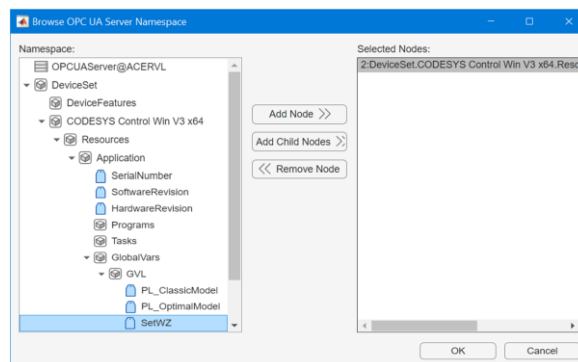 Browse OPC UA Server Namespace
Namespace:
OPCUAServer@ACERVL
DeviceSet
DeviceFeatures
CODESYS Control Win V3 x64
Resources
Application
SerialNumber
SoftwareRevision
HardwareRevision
Programs
Tasks
GlobalVars
GVL
PL_ClassicModel
PL_OptimalModel
SetWZ
Add Node >>
Add Child Nodes >>
<< Remove Node
Selected Nodes:
2:DeviceSet.CODESYS Control Win V3 x64.Reso
OK
Cancel